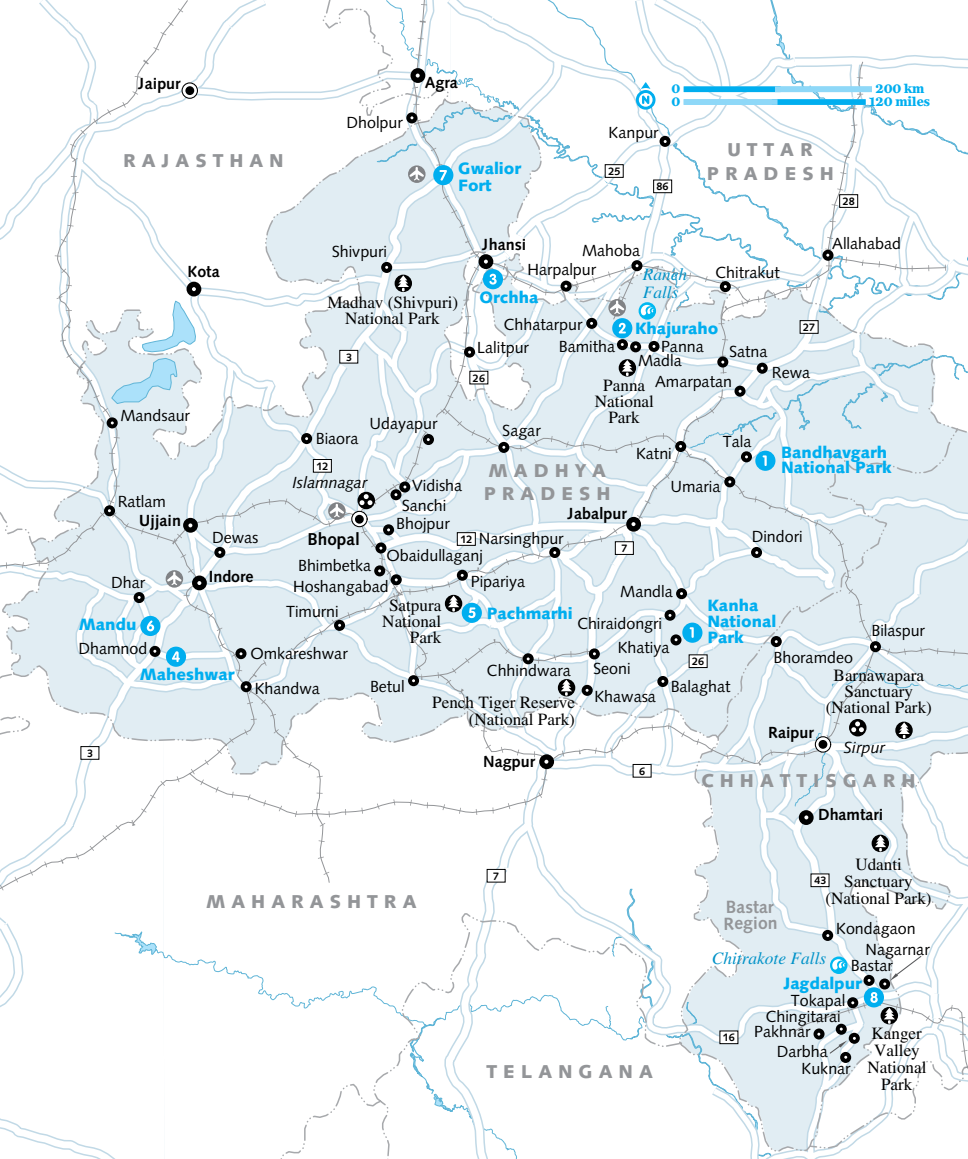 Jaipur
Agra
N
0
200 km
0
120 miles
Dholpur
Kanpur
RAJASTHAN
UTTAR
PRADESH
7
Gwalior
Fort
25
86
28
Shivpuri
Jhansi
Mahoba
Allahabad
Kota
3
Orchha
Harpalpur
Ranch
Falls
Chitrakut
Madhav (Shivpuri)
National Park
Chhatarpur
2
Khajuraho
27
3
Lalitpur
Bamitha
Panna
Madla
Satna
Rewa
26
Panna
National
Park
Amarpatan
Mandsaur
Udayapur
Biaora
Sagar
Katni
Tala
1
Bandhavgarh
National Park
12
Islamnagar
MADHYA
PRADESH
Vidisha
Sanchi
Umaria
Ratlam
Ujjain
Bhopal
Bhojpur
Jabalpur
Dewas
12
Narsinghpur
7
Dindori
Obaidullaganj
Bhimbetka
Indore
Hoshangabad
Pipariya
Dhar
Mandla
Timurni
Satpura
National
Park
5
Pachmarhi
Kanha
National
Park
1
Mandu
6
Chiraidongri
Dhamnod
4
Maheshwar
Omkareshwar
Khatiya
26
Bilaspur
Bhoramdeo
Chhindwara
Seoni
Khandwa
Betul
Pench Tiger Reserve
(National Park)
Khawasa
Balaghat
Barnawapara
Sanctuary
(National Park)
Raipur
Sirpur
3
Nagpur
6
CHHATTISGARH
Dhamtari
7
43
Udanti
Sanctuary
(National Park)
MAHARASHTRA
Bastar
Region
Kondagaon
Nagarnar
Chitrakote Falls
Bastar
Jagdalpur
8
Tokapal
Chingitarai
16
Pakhnar
Kanger
Valley
National
Park
Darbha
Kuknar
TELANGANA